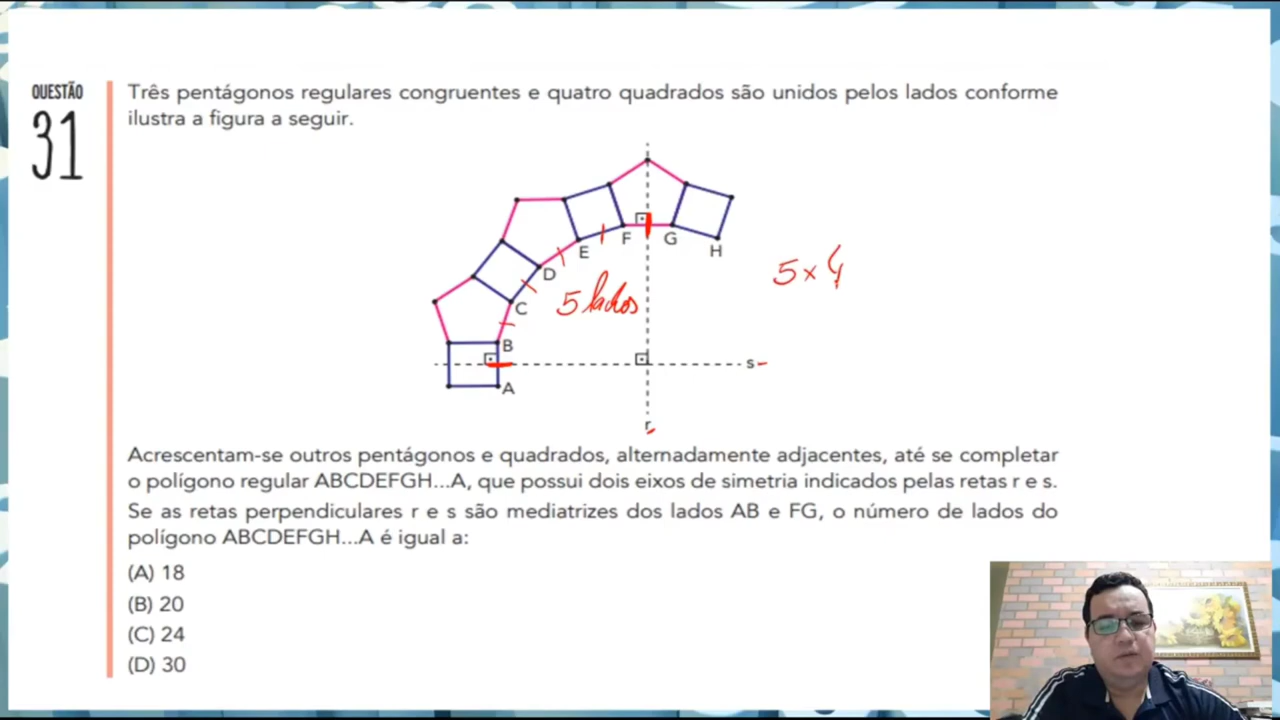 QUESTÃO
31
Três pentágonos regulares congruentes e quatro quadrados são unidos pelos lados conforme
ilustra a figura a seguir.
E
F
G
H
D
5 lados
5 x 4
C
B
s
A
r
Acrescentam-se outros pentágonos e quadrados, alternadamente adjacentes, até se completar
o polígono regular ABCDEFGH...A, que possui dois eixos de simetria indicados pelas retas r e s.
Se as retas perpendiculares r e s são mediatrizes dos lados AB e FG, o número de lados do
polígono ABCDEFGH...A é igual a:
(A) 18
(B) 20
(C) 24
(D) 30